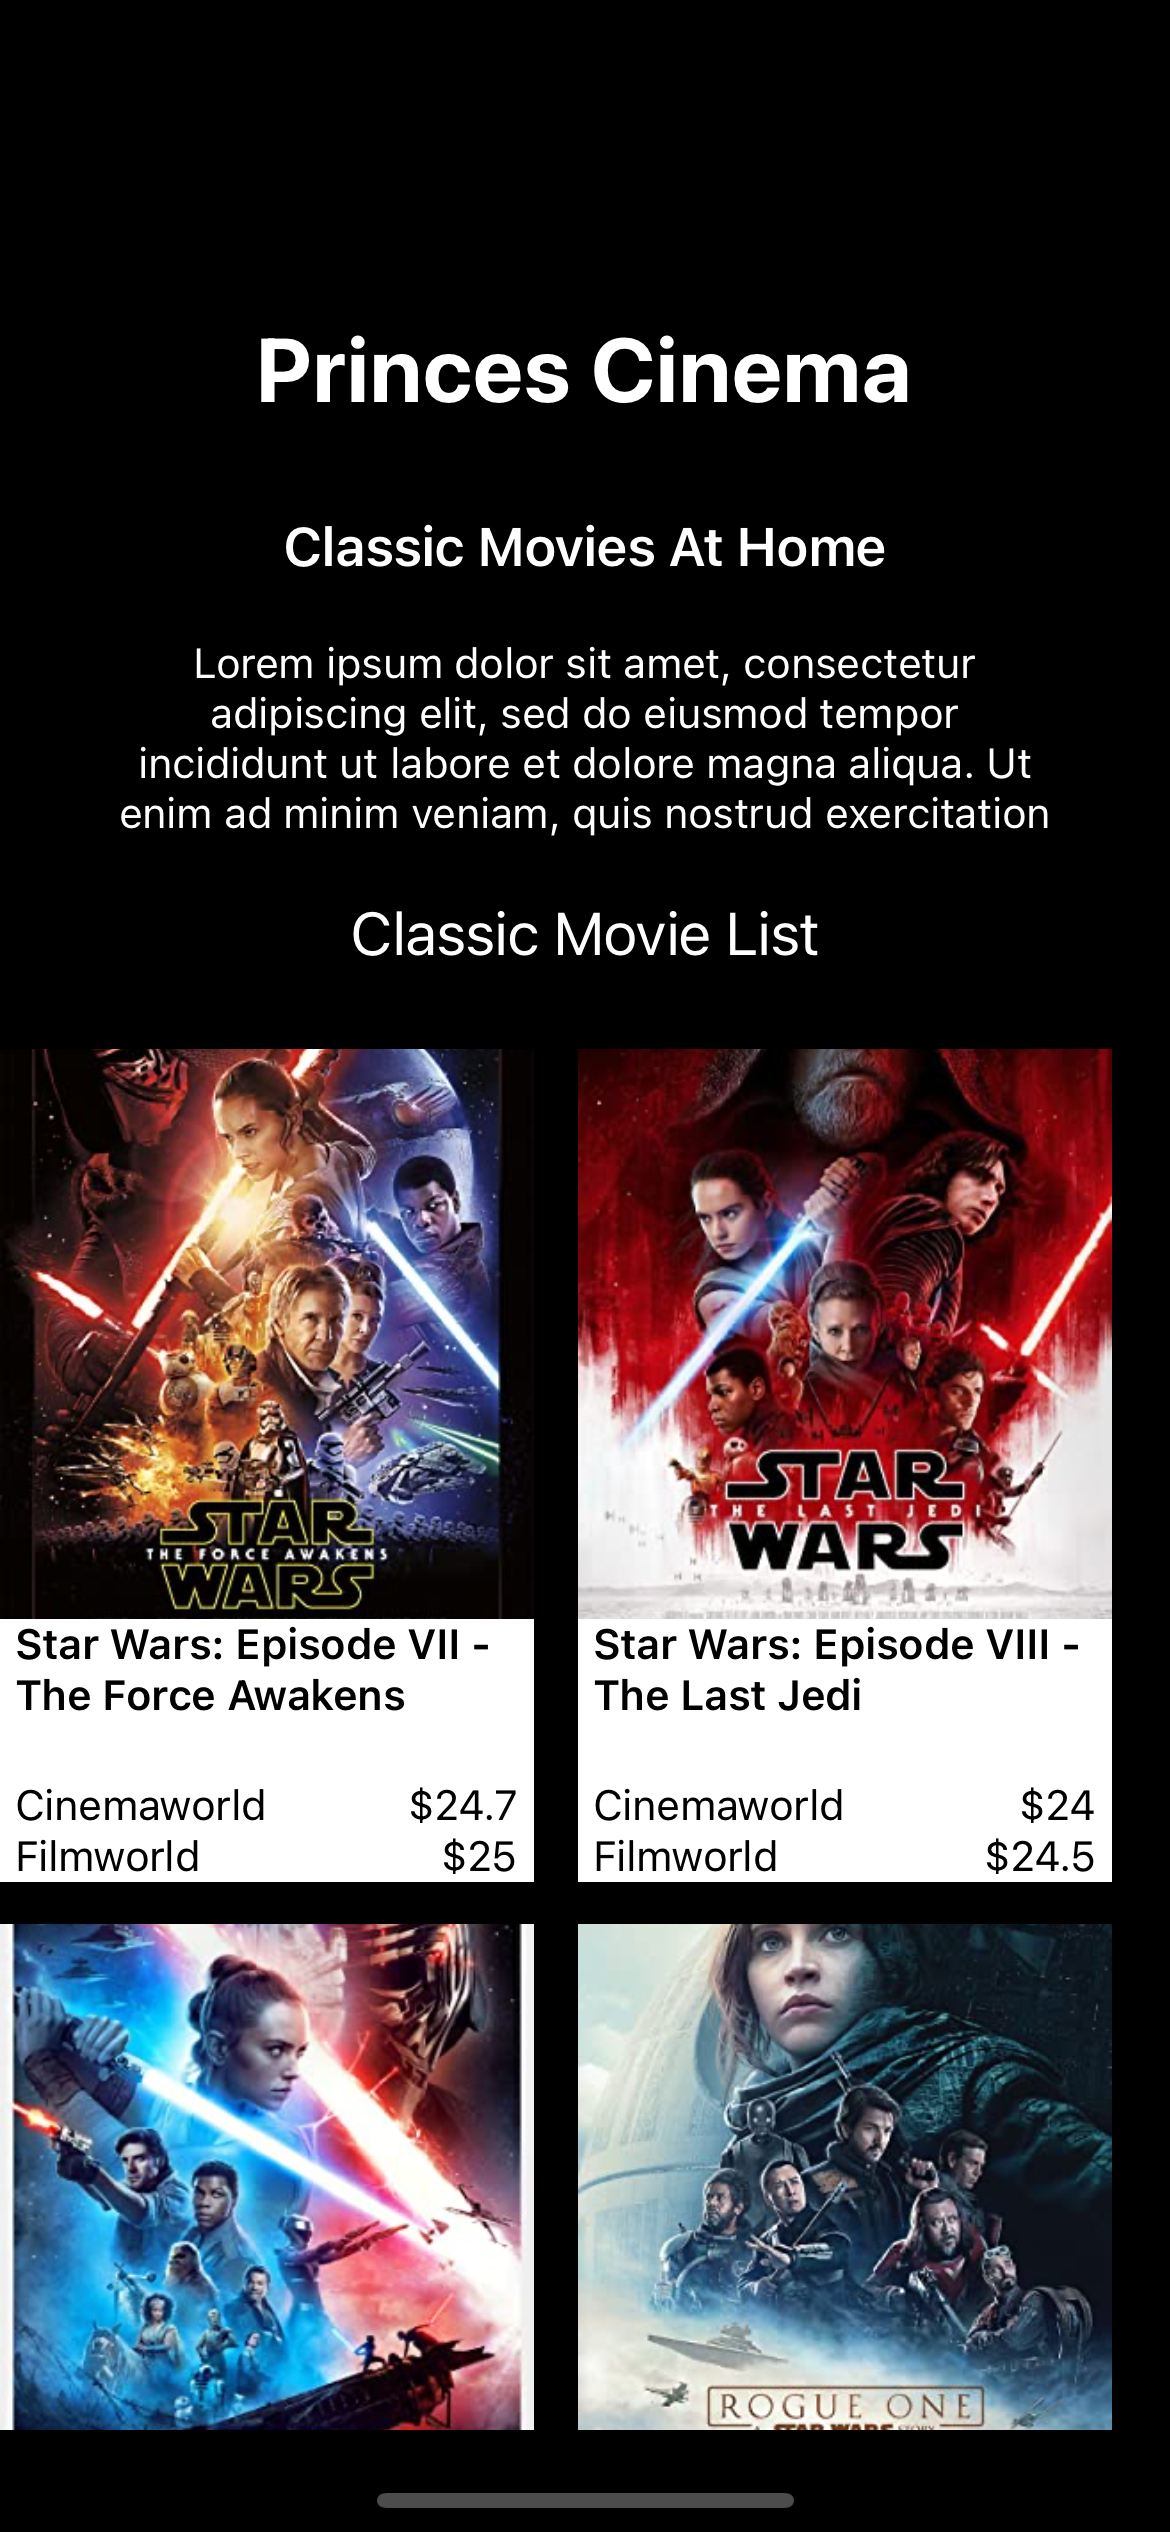 Princes Cinema
Classic Movies At Home
Lorem ipsum dolor sit amet, consectetur
adipiscing elit, sed do eiusmod tempor
incididunt ut labore et dolore magna aliqua. Ut
enim ad minim veniam, quis nostrud exercitation
Classic Movie List
STAR
THE FORCE AWAKENS
WARS
STAR
THE LAST JEDI
WARS
Star Wars: Episode VII -
The Force Awakens
Cinemaworld $24.7
Filmworld $25
Star Wars: Episode VIII -
The Last Jedi
Cinemaworld $24
Filmworld $24.5
ROGUE ONE
A STAR WARS STORY